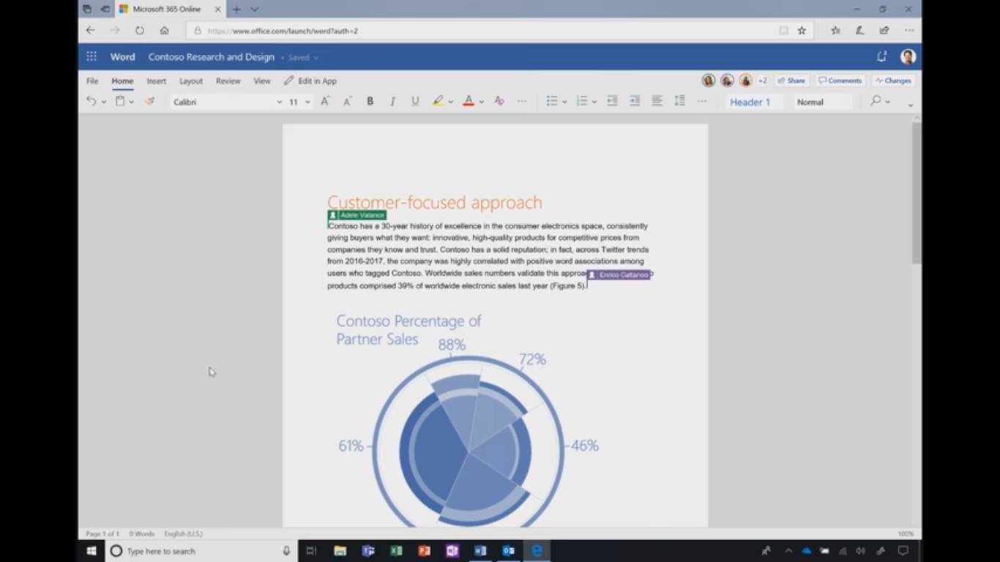 Microsoft 365 Online
https://www.office.com/launch/word?auth=2
Word Contoso Research and Design • Saved
File Home Insert Layout Review View Edit in App +2 Share Comments Changes
Calibri 11 A A B I U A Header 1 Normal
Customer-focused approach
Adele Valance
Contoso has a 30-year history of excellence in the consumer electronics space, consistently
giving buyers what they want: innovative, high-quality products for competitive prices from
companies they know and trust. Contoso has a solid reputation; in fact, across Twitter trends
from 2016-2017, the company was highly correlated with positive word associations among
users who tagged Contoso. Worldwide sales numbers validate this
Enrico Cattaneo
products comprised 39% of worldwide electronic sales last year (Figure 5).
Contoso Percentage of
Partner Sales
88%
72%
61%
46%
Page 1 of 1 0 Words English (U.S.) 100%
Type here to search